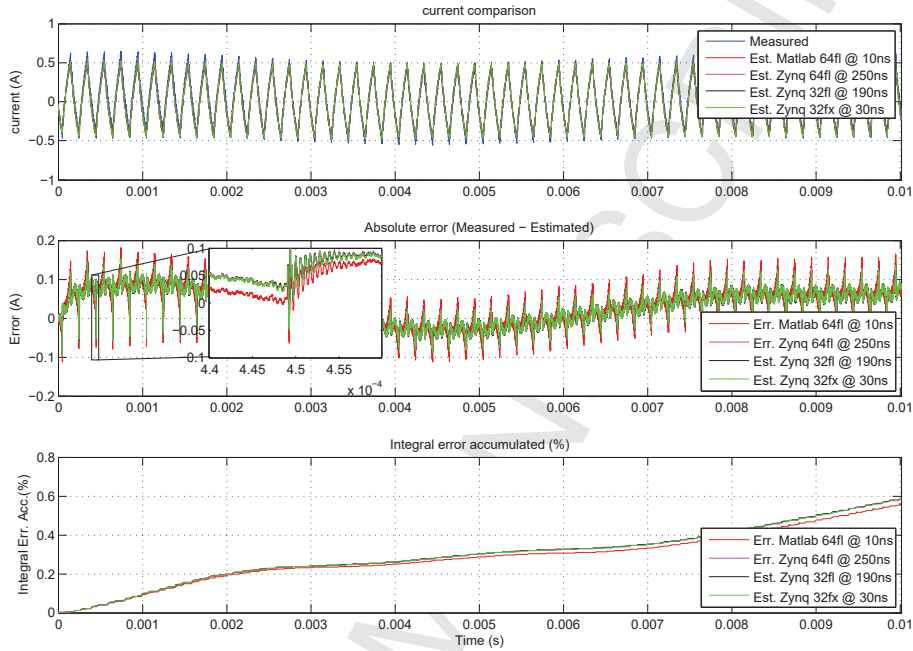 current comparison
1
0.5
0
−0.5
−1
current (A)
Measured
Est. Matlab 64fl @ 10ns
Est. Zynq 64fl @ 250ns
Est. Zynq 32fl @ 190ns
Est. Zynq 32fx @ 30ns
0 0.001 0.002 0.003 0.004 0.005 0.006 0.007 0.008 0.009 0.01
Absolute error (Measured − Estimated)
0.2
0.1
0
−0.1
−0.2
Error (A)
0.1
0.05
0
−0.05
−0.1
4.4 4.45 4.5 4.55
x 10⁻⁴
Err. Matlab 64fl @ 10ns
Err. Zynq 64fl @ 250ns
Est. Zynq 32fl @ 190ns
Est. Zynq 32fx @ 30ns
0 0.001 0.002 0.003 0.004 0.005 0.006 0.007 0.008 0.009 0.01
Integral error accumulated (%)
0.8
0.6
0.4
0.2
0
Integral Err. Acc.(%)
Err. Matlab 64fl @ 10ns
Err. Zynq 64fl @ 250ns
Est. Zynq 32fl @ 190ns
Est. Zynq 32fx @ 30ns
0 0.001 0.002 0.003 0.004 0.005 0.006 0.007 0.008 0.009 0.01
Time (s)